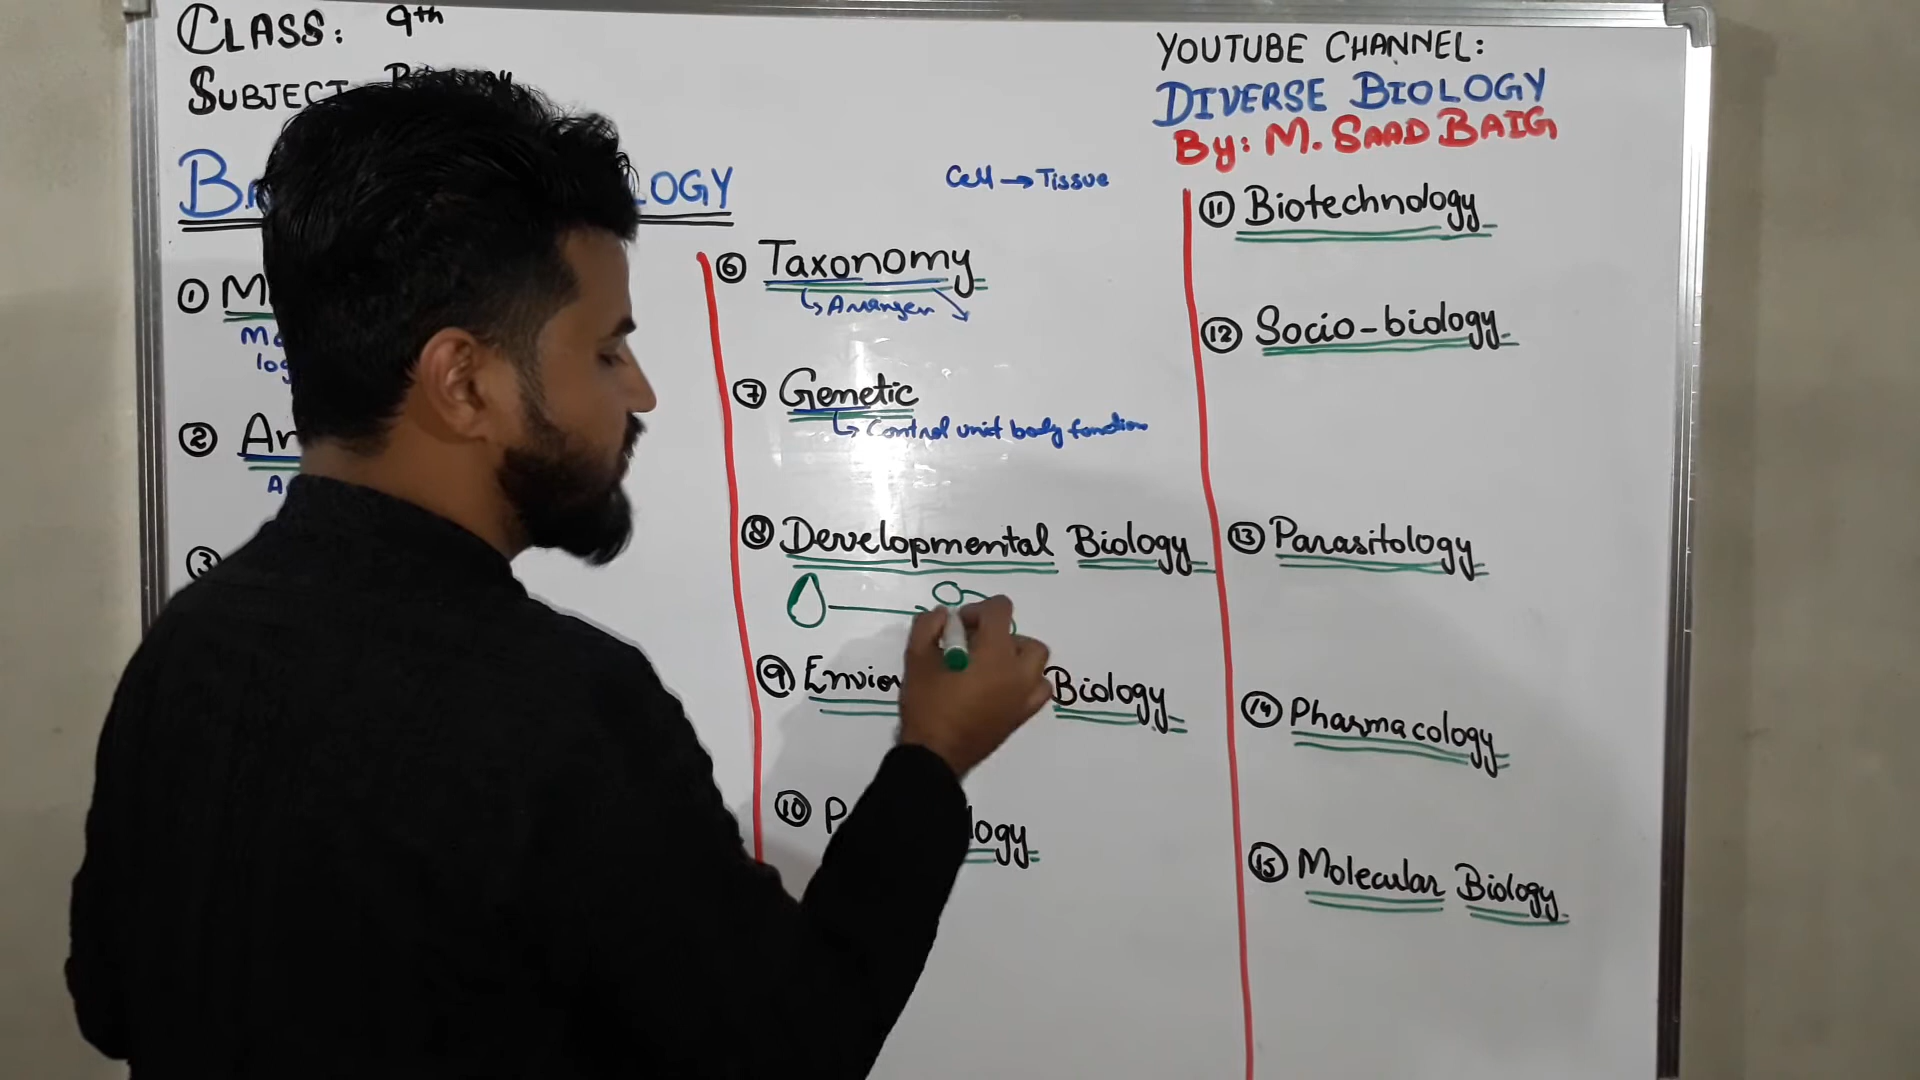 CLASS: 9th
SUBJECT
LOGY
① M
② An
③
Cell → Tissue
⑥ Taxonomy
↳ Arrangen
⑦ Genetic
↳ Control unit body function
⑧ Developmental Biology
⑨ Biology
⑩ P logy
YOUTUBE CHANNEL:
DIVERSE BIOLOGY
By: M. SAAD BAIG
⑪ Biotechnology
⑫ Socio-biology
⑬ Parasitology
⑭ Pharmacology
⑮ Molecular Biology